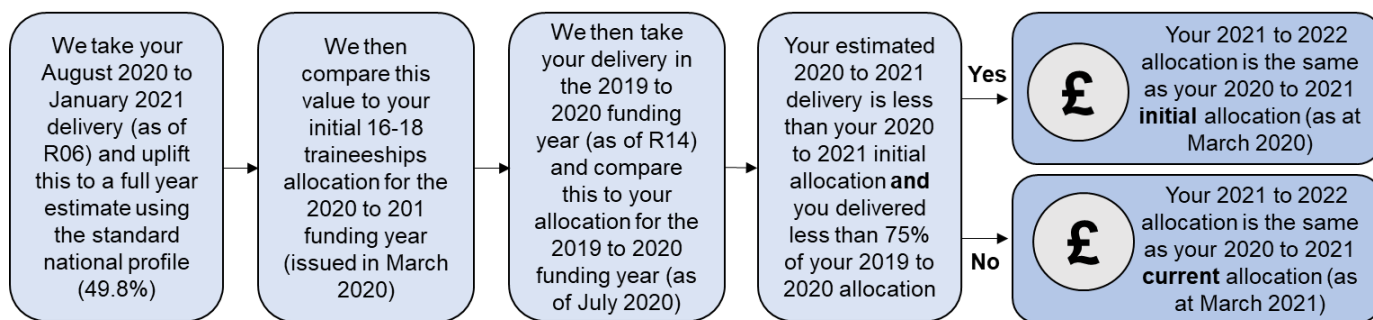 We take your
August 2020 to
January 2021
delivery (as of
R06) and uplift
this to a full year
estimate using
the standard
national profile
(49.8%)
We then
compare this
value to your
initial 16-18
traineeships
allocation for the
2020 to 201
funding year
(issued in March
2020)
We then take
your delivery in
the 2019 to
2020 funding
year (as of R14)
and compare
this to your
allocation for
the 2019 to 2020
funding year (as
of July 2020)
Your estimated
2020 to 2021
delivery is less
than your 2020
to 2021 initial
allocation and
you delivered
less than 75%
of your 2019 to
2020 allocation
Yes
£
Your 2021 to 2022
allocation is the same
as your 2020 to 2021
initial allocation (as at
March 2020)
No
£
Your 2021 to 2022
allocation is the same
as your 2020 to 2021
current allocation (as
at March 2021)